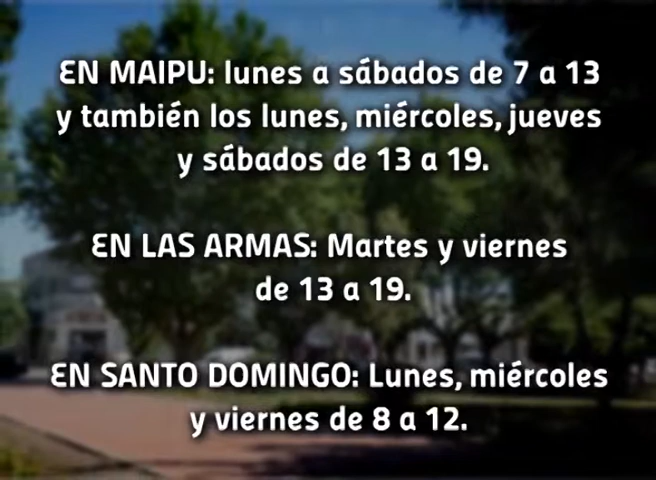 EN MAIPU: lunes a sábados de 7 a 13
y también los lunes, miércoles, jueves
y sábados de 13 a 19.
EN LAS ARMAS: Martes y viernes
de 13 a 19.
EN SANTO DOMINGO: Lunes, miércoles
y viernes de 8 a 12.